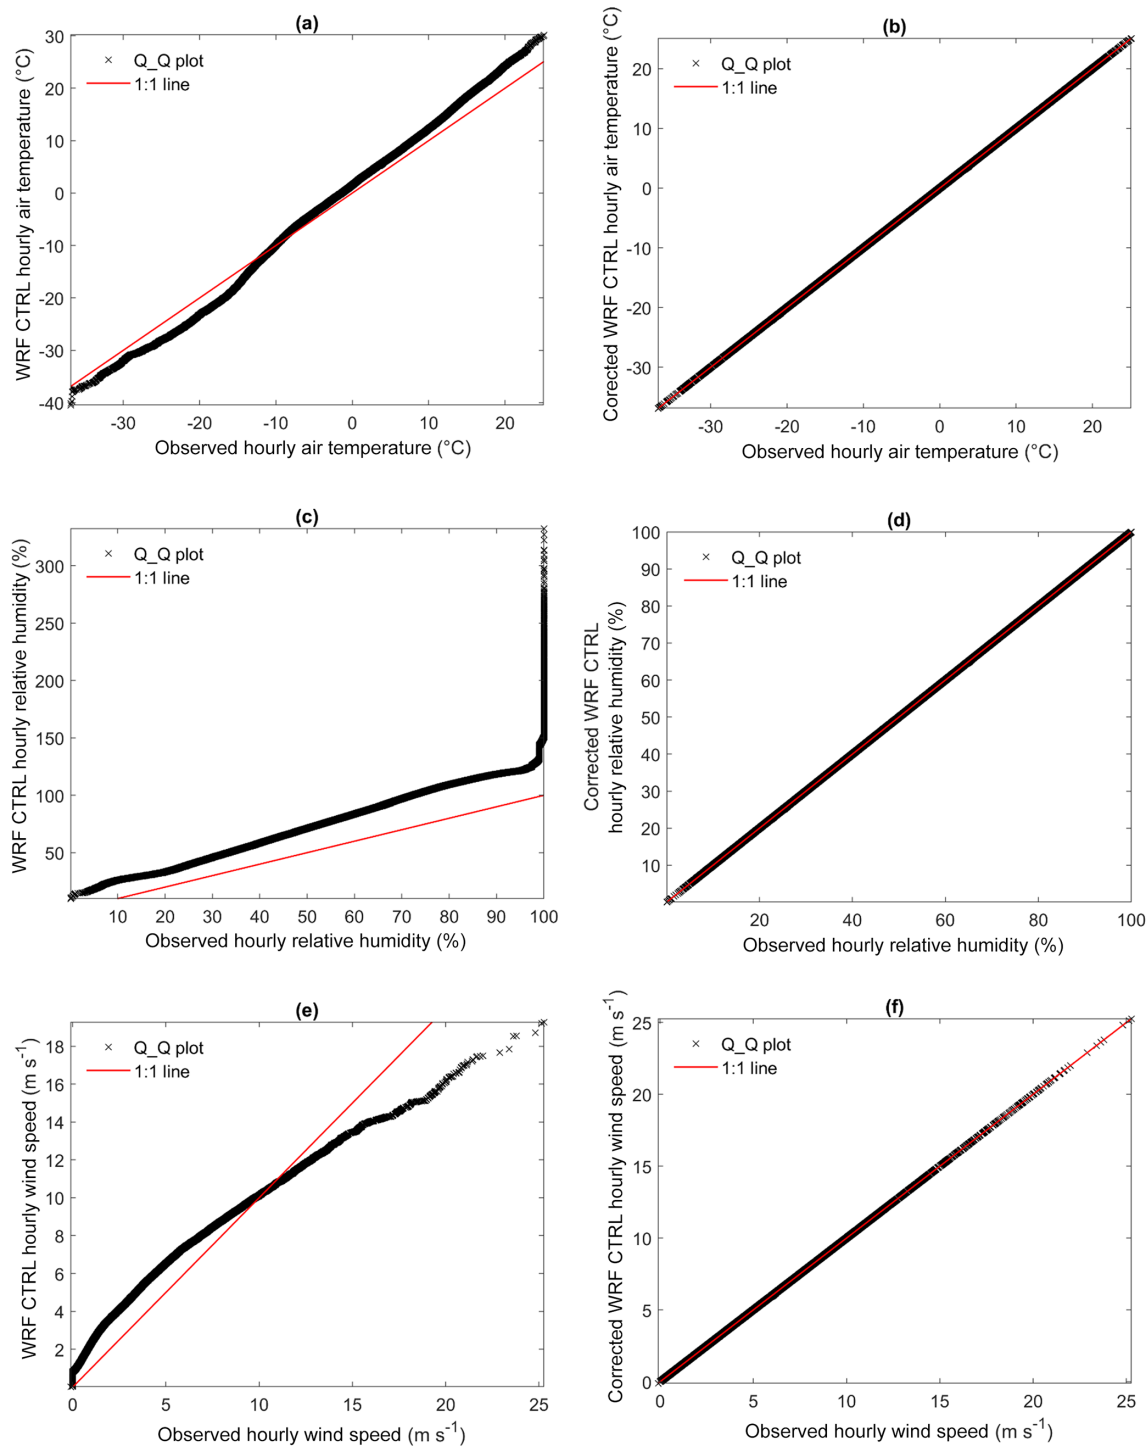 (a)
WRF CTRL hourly air temperature (°C)
30
20
10
0
-10
-20
-30
-40
Q_Q plot
1:1 line
-30 -20 -10 0 10 20
Observed hourly air temperature (°C)
(b)
Corected WRF CTRL hourly air temperature (°C)
20
10
0
-10
-20
-30
Q_Q plot
1:1 line
-30 -20 -10 0 10 20
Observed hourly air temperature (°C)
(c)
WRF CTRL hourly relative humidity (%)
300
250
200
150
100
50
Q_Q plot
1:1 line
10 20 30 40 50 60 70 80 90 100
Observed hourly relative humidity (%)
(d)
Corrected WRF CTRL
hourly relative humidity (%)
100
90
80
70
60
50
40
30
20
10
Q_Q plot
1:1 line
20 40 60 80 100
Observed hourly relative humidity (%)
(e)
WRF CTRL hourly wind speed (m s⁻¹)
18
16
14
12
10
8
6
4
2
Q_Q plot
1:1 line
0 5 10 15 20 25
Observed hourly wind speed (m s⁻¹)
(f)
Corrected WRF CTRL hourly wind speed (m s⁻¹)
25
20
15
10
5
0
Q_Q plot
1:1 line
0 5 10 15 20 25
Observed hourly wind speed (m s⁻¹)